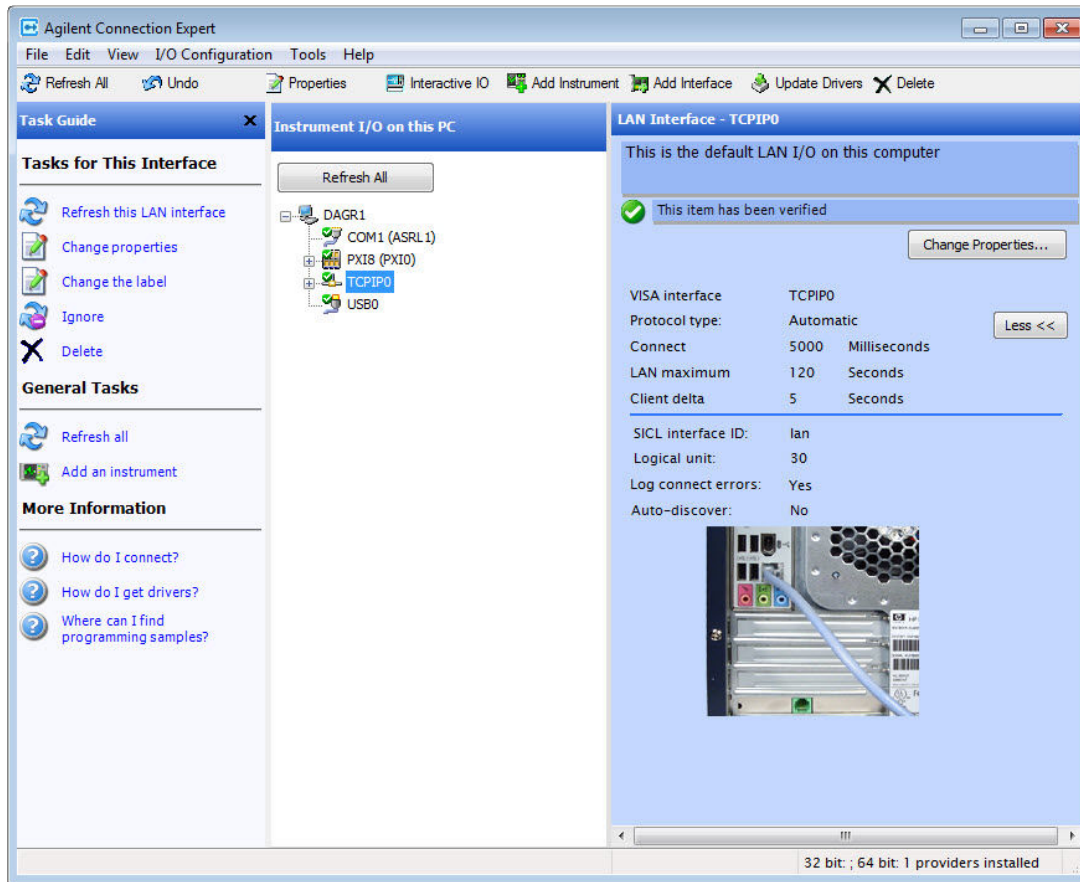 Agilent Connection Expert
File Edit View I/O Configuration Tools Help
Refresh All Undo Properties Interactive IO Add Instrument Add Interface Update Drivers Delete
Task Guide
Tasks for This Interface
Refresh this LAN interface
Change properties
Change the label
Ignore
Delete
General Tasks
Refresh all
Add an instrument
More Information
How do I connect?
How do I get drivers?
Where can I find
programming samples?
Instrument I/O on this PC
Refresh All
DAGR1
COM1 (ASRL1)
PXI8 (PXI0)
TCPIP0
USB0
LAN Interface - TCPIP0
This is the default LAN I/O on this computer
This item has been verified
Change Properties...
VISA interface TCPIP0
Protocol type: Automatic
Less <<
Connect 5000 Milliseconds
LAN maximum 120 Seconds
Client delta 5 Seconds
SICL interface ID: lan
Logical unit: 30
Log connect errors: Yes
Auto-discover: No
32 bit: ; 64 bit: 1 providers installed